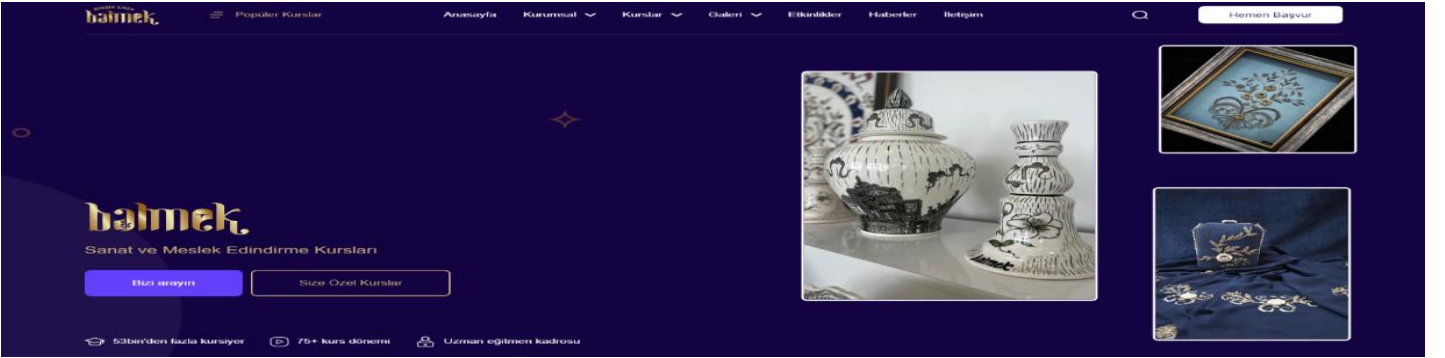 balmek
Popüler Kurslar
Anasayfa
Kurumsal
Kurslar
Galeri
Etkinlikler
Haberler
İletişim
Hemen Başvur
balmek
Sanat ve Meslek Edindirme Kursları
Bizi arayın
Size Özel Kurslar
53bin'den fazla kursiyer
75+ kurs dönemi
Uzman eğitmen kadrosu